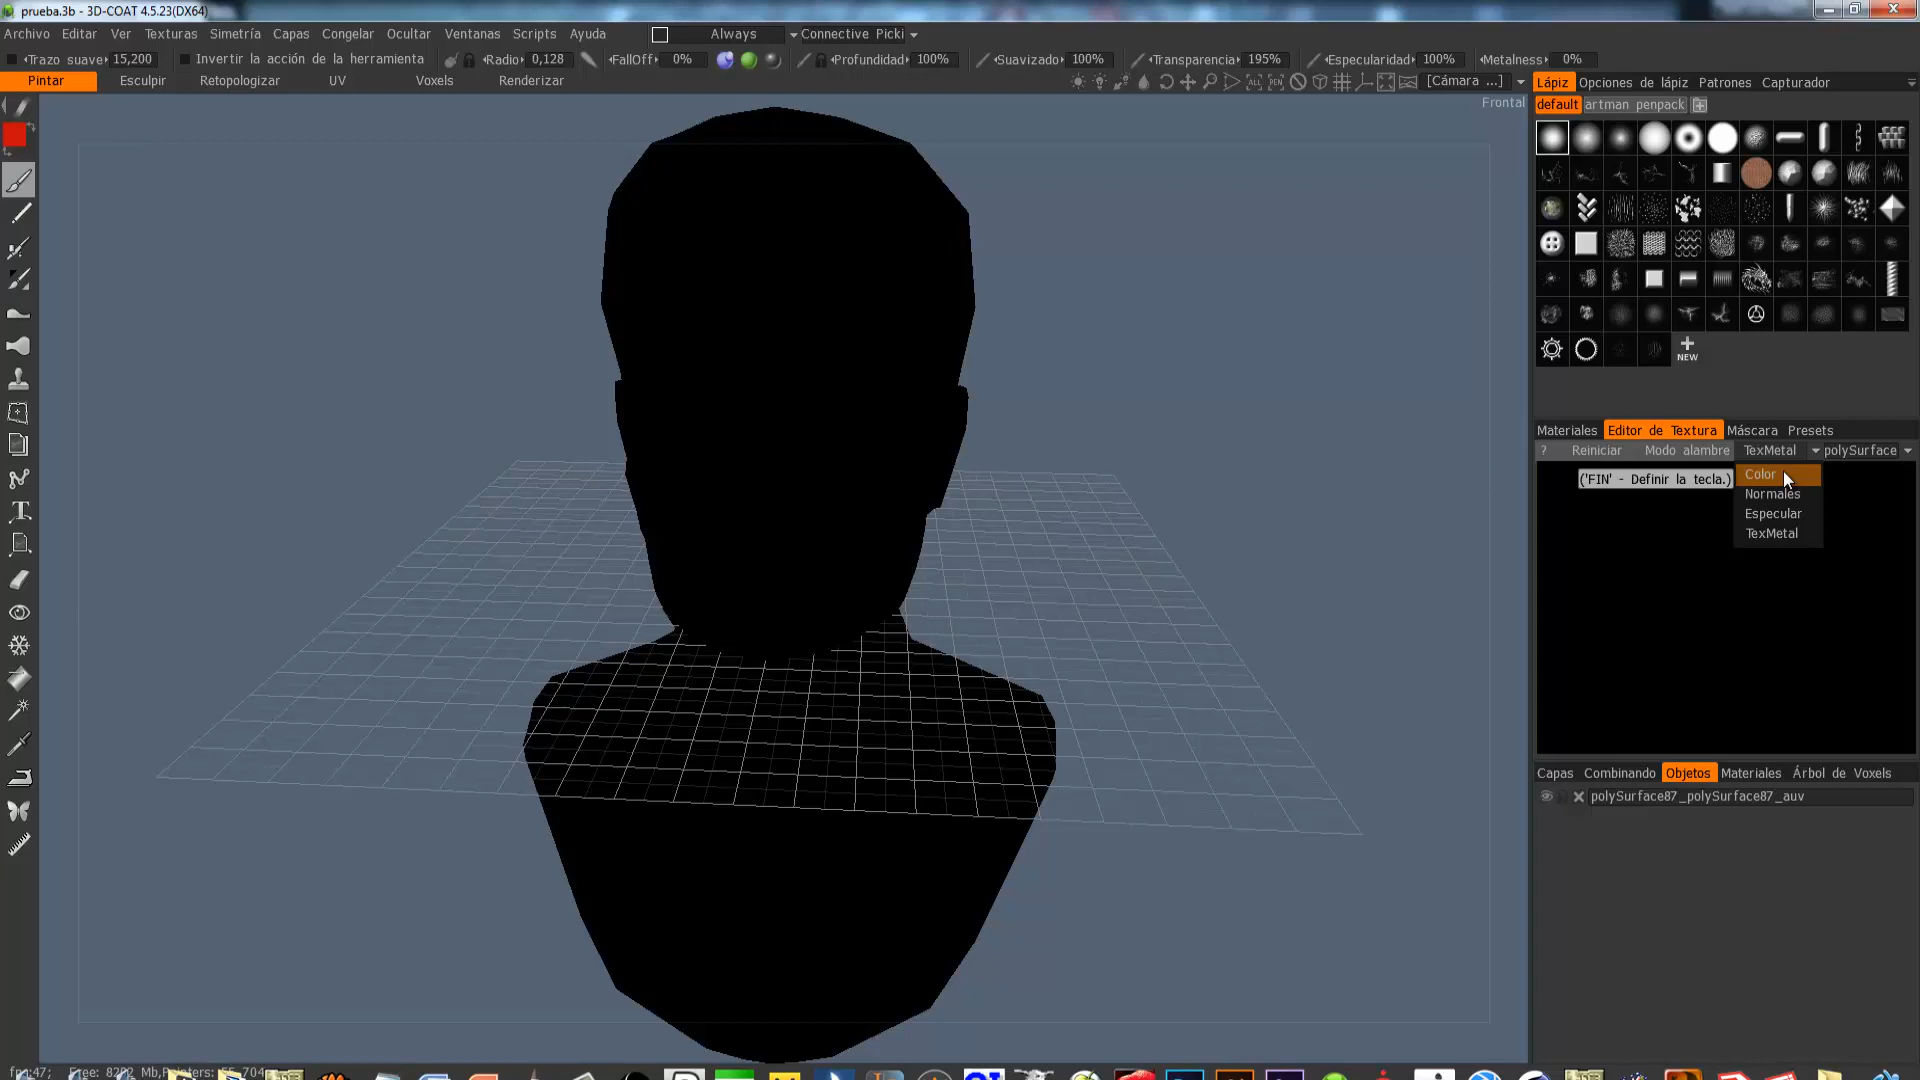 prueba.3b - 3D-COAT 4.5.23(DX64)
Archivo Editar Ver Texturas Simetría Capas Congelar Ocultar Ventanas Scripts Ayuda Always Connective Picki
Trazo suave 15,200 Invertir la acción de la herramienta Radio 0,128 FallOff 0% Profundidad 100% Suavizado 100% Transparencia 195% Especularidad 100% Metalness 0%
Pintar Esculpir Retopologizar UV Voxels Renderizar [Cámara ...] Lápiz Opciones de lápiz Patrones Capturador
Frontal default artman penpack
NEW
Materiales Editor de Textura Máscara Presets
? Reiniciar Modo alambre TexMetal polySurface
('FIN' - Definir la tecla.) Color
Normales
Especular
TexMetal
Capas Combinando Objetos Materiales Árbol de Voxels
polySurface87_polySurface87_auv